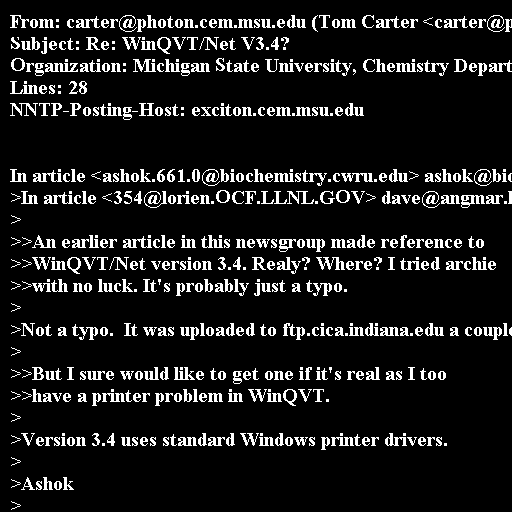 From: carter@photon.cem.msu.edu (Tom Carter <carter@p
Subject: Re: WinQVT/Net V3.4?
Organization: Michigan State University, Chemistry Depart
Lines: 28
NNTP-Posting-Host: exciton.cem.msu.edu
In article <ashok.661.0@biochemistry.cwru.edu> ashok@bio
>In article <354@lorien.OCF.LLNL.GOV> dave@angmar.
>
>>An earlier article in this newsgroup made reference to
>>WinQVT/Net version 3.4. Realy? Where? I tried archie
>>with no luck. It's probably just a typo.
>
>Not a typo.  It was uploaded to ftp.cica.indiana.edu a couple
>
>>But I sure would like to get one if it's real as I too
>>have a printer problem in WinQVT.
>
>Version 3.4 uses standard Windows printer drivers.
>
>Ashok
>